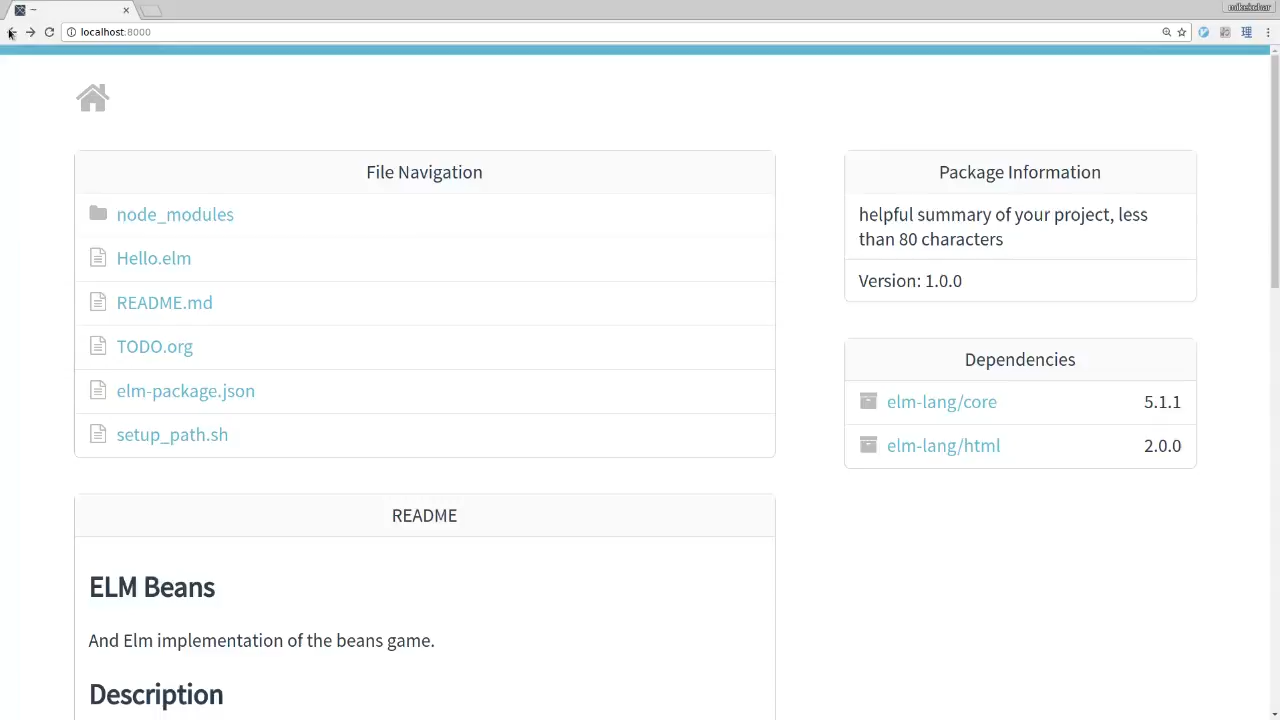 localhost:8000
File Navigation
node_modules
Hello.elm
README.md
TODO.org
elm-package.json
setup_path.sh
README
ELM Beans
And Elm implementation of the beans game.
Description
Package Information
helpful summary of your project, less
than 80 characters
Version: 1.0.0
Dependencies
elm-lang/core 5.1.1
elm-lang/html 2.0.0